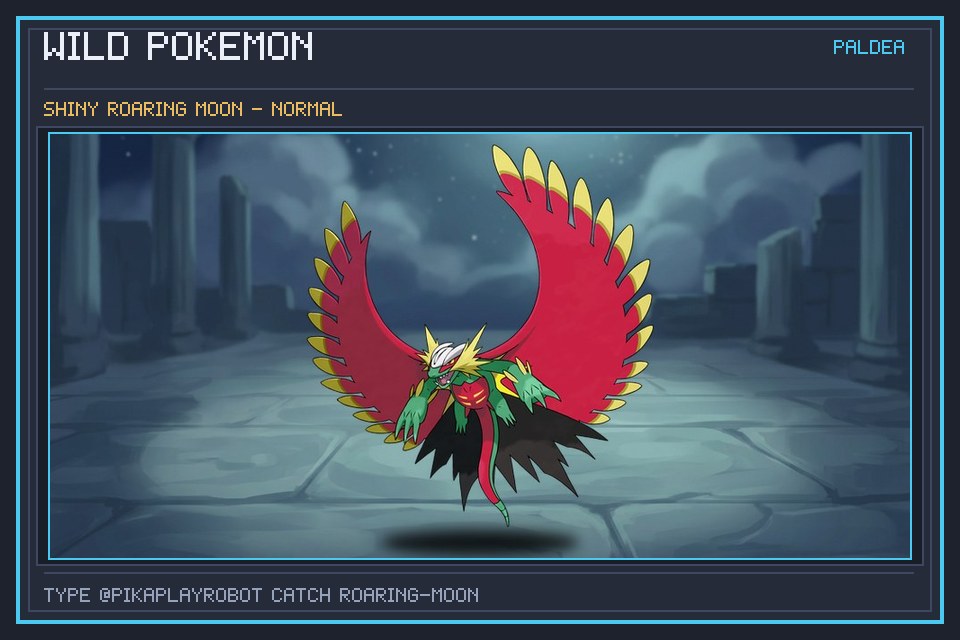 WILD POKEMON
PALDEA
SHINY ROARING MOON - NORMAL
TYPE @PIKAPLAYROBOT CATCH ROARING-MOON